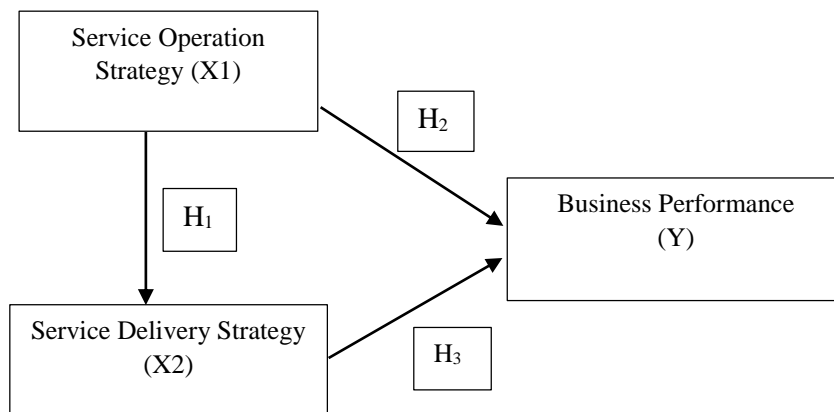 Service Operation
Strategy (X1)
H₂
Business Performance
(Y)
H₁
Service Delivery Strategy
(X2)
H₃